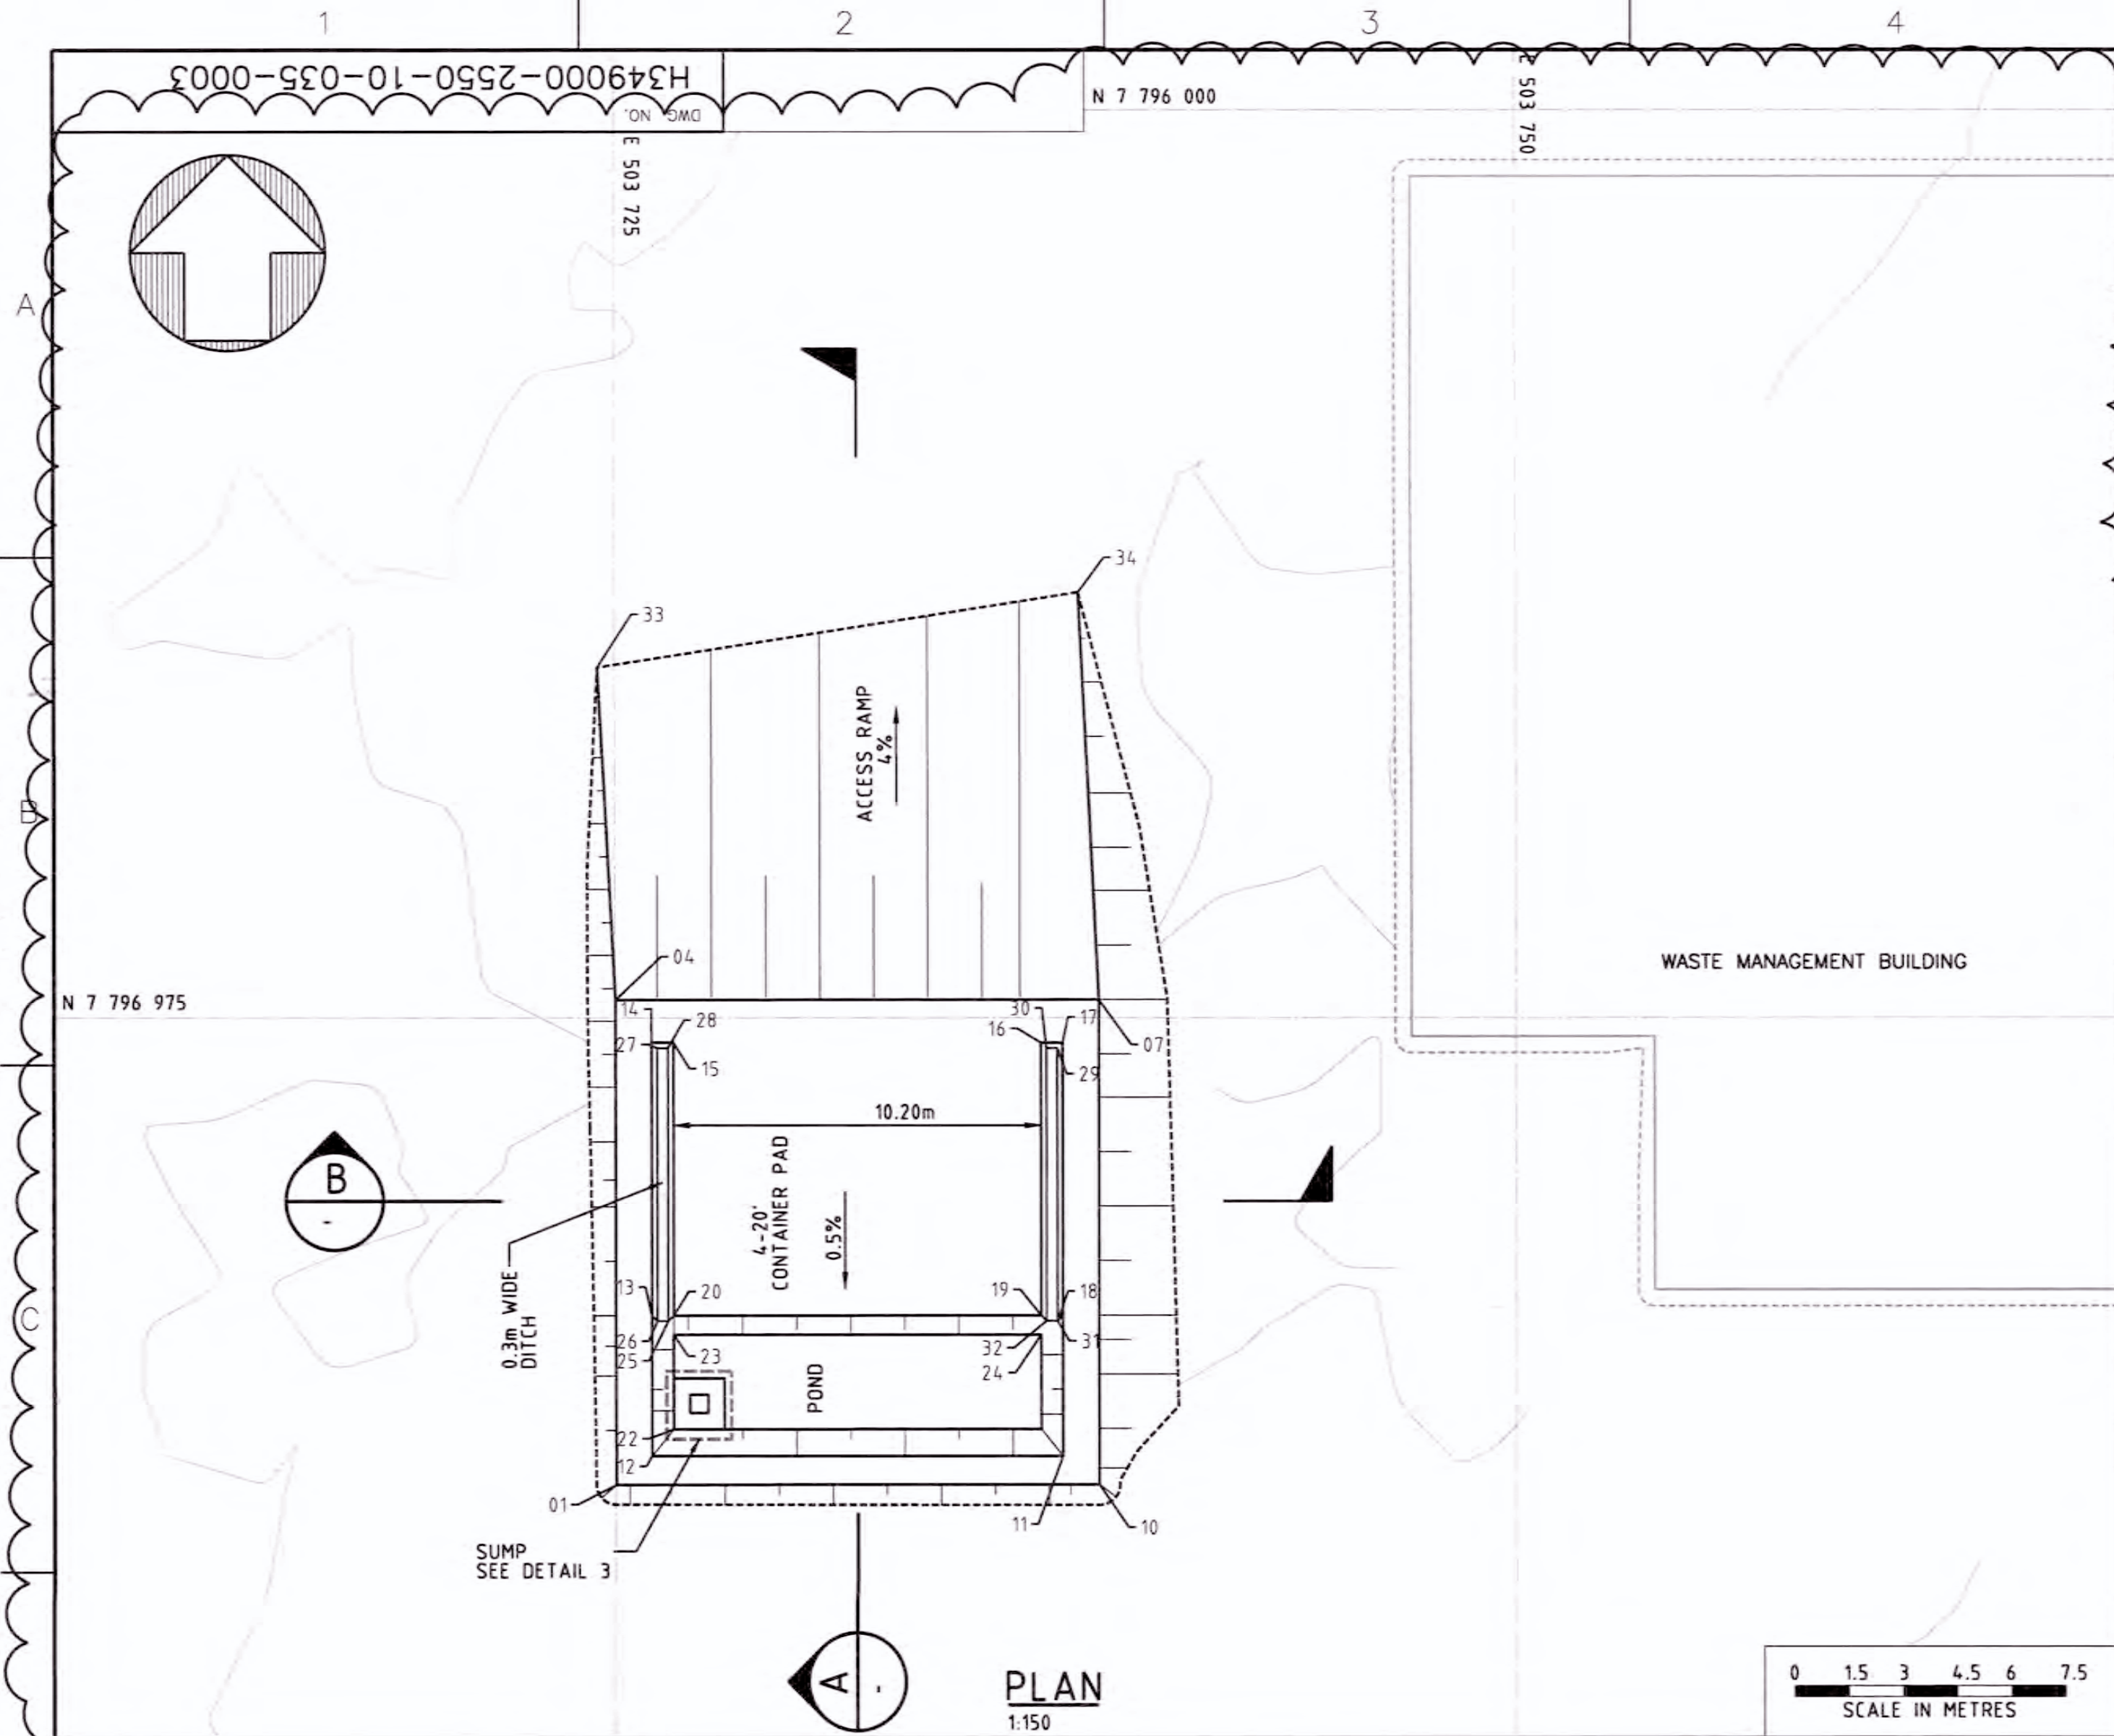 1
2
3
4
H349000-2550-10-035-0003
DWG NO.
N 7 796 000
E 503 725
E 503 750
A
34
33
ACCESS RAMP
4%
B
WASTE MANAGEMENT BUILDING
04
N 7 796 975
14
28
30
17
16
27
07
15
29
10.20m
B
-
4-20'
CONTAINER PAD
0.5%
0.3m WIDE
DITCH
13
20
19
18
C
26
25
23
32
31
24
POND
22
12
01
11
10
SUMP
SEE DETAIL 3
A
-
PLAN
1:150
0 1.5 3 4.5 6 7.5
SCALE IN METRES